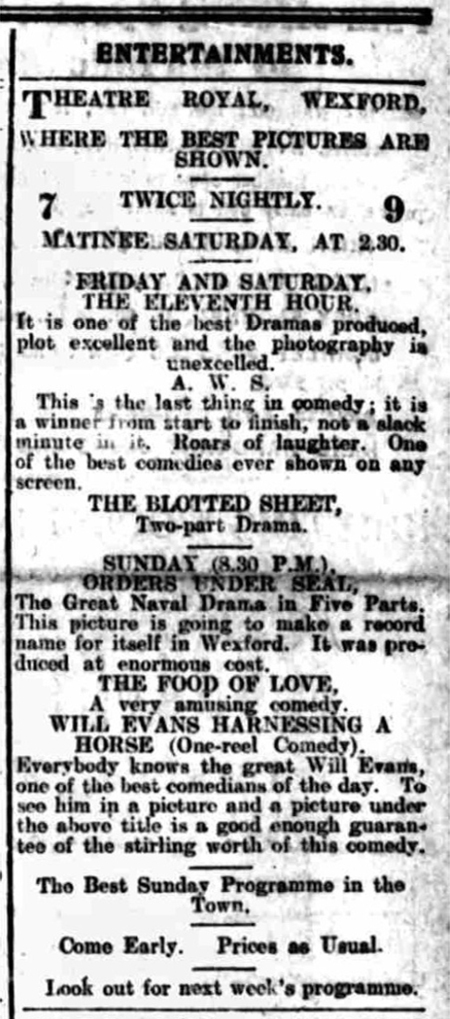 ENTERTAINMENTS.
THEATRE ROYAL, WEXFORD,
WHERE THE BEST PICTURES ARE
SHOWN.
7 TWICE NIGHTLY. 9
MATINEE SATURDAY, AT 2.30.
FRIDAY AND SATURDAY.
THE ELEVENTH HOUR.
It is one of the best Dramas produced,
plot excellent and the photography is
unexcelled.
A. W. S.
This is the last thing in comedy; it is
a winner from start to finish, not a slack
minute in it. Roars of laughter. One
of the best comedies ever shown on any
screen.
THE BLOTTED SHEET,
Two-part Drama.
SUNDAY (8.30 P.M.).
ORDERS UNDER SEAL,
The Great Naval Drama in Five Parts.
This picture is going to make a record
name for itself in Wexford. It was pro-
duced at enormous cost.
THE FOOD OF LOVE,
A very amusing comedy.
WILL EVANS HARNESSING A
HORSE (One-reel Comedy).
Everybody knows the great Will Evans,
one of the best comedians of the day. To
see him in a picture and a picture under
the above title is a good enough guaran-
tee of the stirling worth of this comedy.
The Best Sunday Programme in the
Town.
Come Early. Prices as Usual.
Look out for next week's programme.